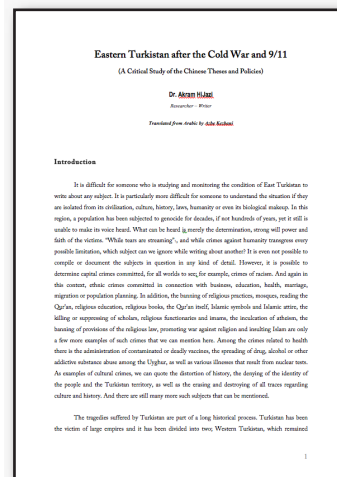 Eastern Turkistan after the Cold War and 9/11
(A Critical Study of the Chinese Theses and Policies)
Dr. Akram Hijazi
Researcher – Writer
Translated from Arabic by Azhe Kezheni
Introduction
It is difficult for someone who is studying and monitoring the condition of East Turkistan to
write about any subject. It is particularly more difficult for someone to understand the situation if they
are isolated from its civilization, culture, history, laws, humanity or even its biological makeup. In this
region, a population has been subjected to genocide for decades, if not hundreds of years, yet it still is
unable to make its voice heard. What can be heard is merely the determination, strong will power and
faith of the victims. "While tears are streaming"., and while crimes against humanity transgress every
possible limitation, which subject can we ignore while writing about another? It is even not possible to
compile or document the subjects in question in any kind of detail. However, it is possible to
determine capital crimes committed, for all worlds to see, for example, crimes of racism. And again in
this context, ethnic crimes committed in connection with business, education, health, marriage,
migration or population planning. In addition, the banning of religious practices, mosques, reading the
Qur'an, religious education, religious books, the Qur'an itself, Islamic symbols and Islamic attire, the
killing or suppressing of scholars, religious functionaries and imams, the inculcation of atheism, the
banning of provisions of the religious law, promoting war against religion and insulting Islam are only
a few more examples of such crimes that we can mention here. Among the crimes related to health
there is the administration of contaminated or deadly vaccines, the spreading of drug, alcohol or other
addictive substance abuse among the Uyghur, as well as various illnesses that result from nuclear tests.
As examples of cultural crimes, we can quote the distortion of history, the denying of the identity of
the people and the Turkistan territory, as well as the erasing and destroying of all traces regarding
culture and history. And there are still many more such subjects that can be mentioned.
The tragedies suffered by Turkistan are part of a long historical process. Turkistan has been
the victim of large empires and it has been divided into two; Western Turkistan, which remained
1